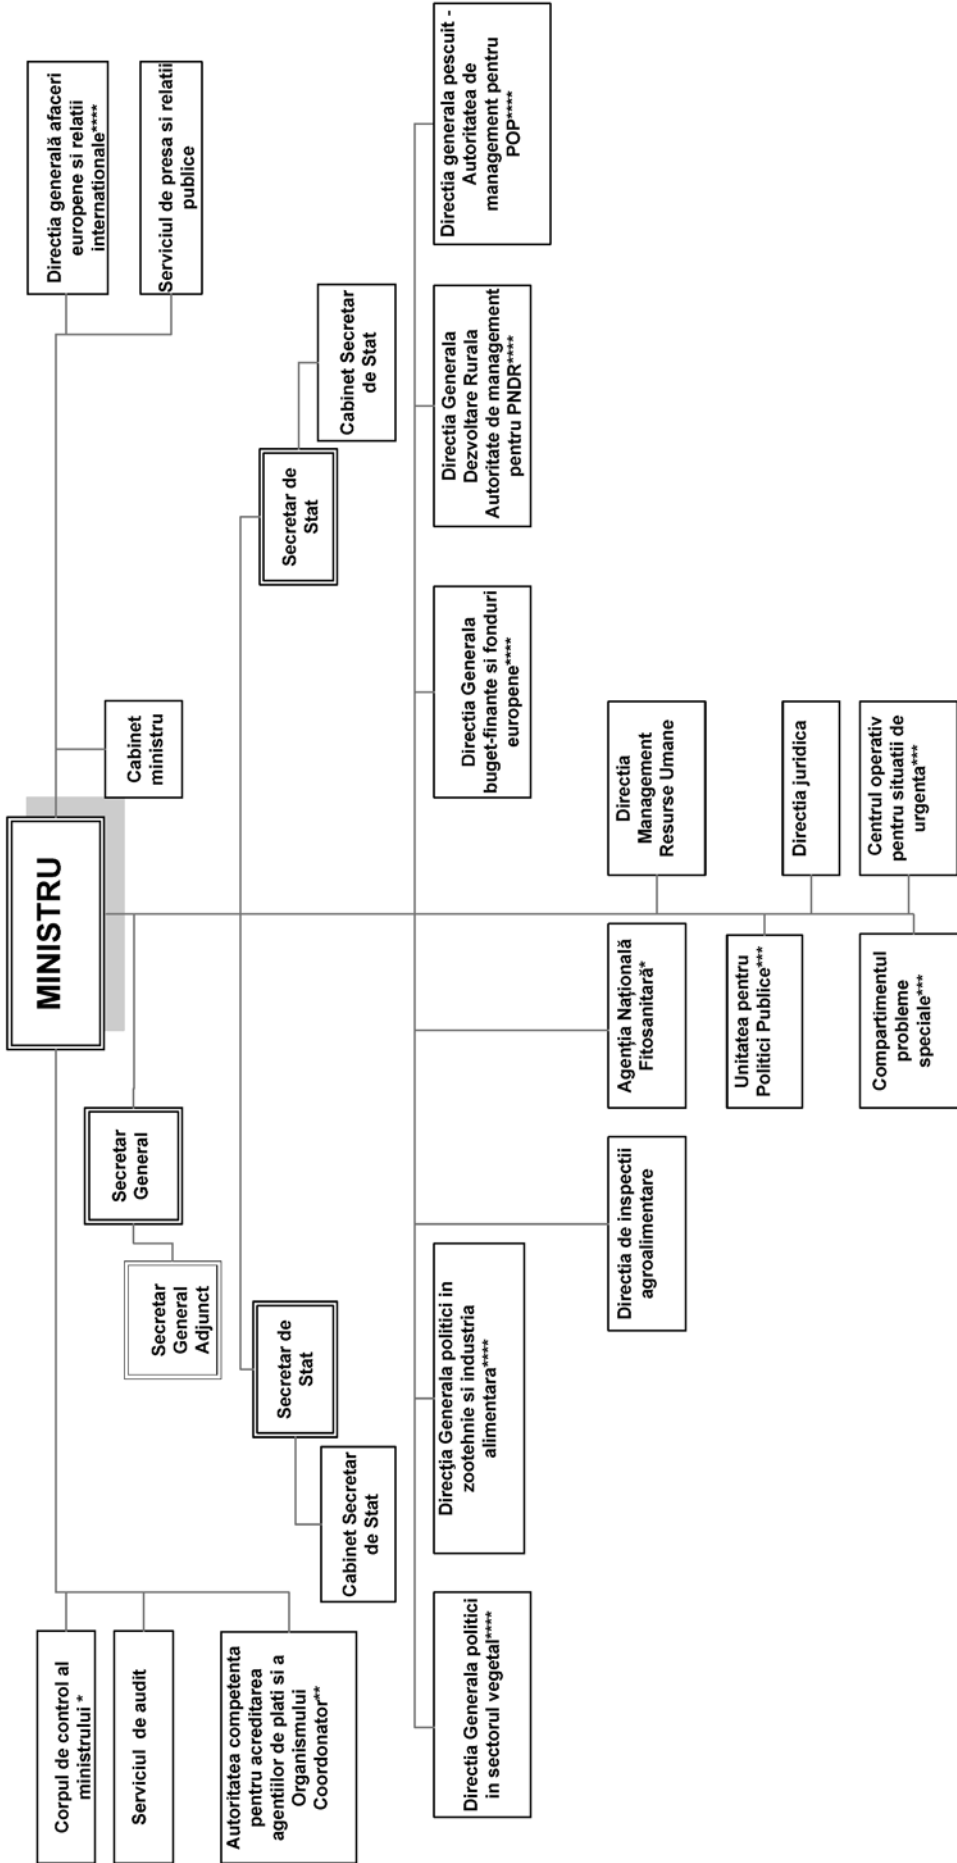 MINISTRU
Corpul de control al
ministrului *
Serviciul de audit
Autoritatea competenta
pentru acreditarea
agentiilor de plati si a
Organismului
Coordonator**
Secretar
General
Secretar
General
Adjunct
Cabinet
ministru
Directia generală afaceri
europene si relatii
internationale****
Serviciul de presa si relatii
publice
Secretar de
Stat
Cabinet Secretar
de Stat
Secretar de
Stat
Cabinet Secretar
de Stat
Directia Generala politici
in sectorul vegetal****
Direcţia Generala politici in
zootehnie si industria
alimentara****
Directia Generala
buget-finante si fonduri
europene****
Directia Generala
Dezvoltare Rurala
Autoritate de management
pentru PNDR****
Directia generala pescuit -
Autoritatea de
management pentru
POP****
Directia de inspectii
agroalimentare
Agenția Națională
Fitosanitară*
Directia
Management
Resurse Umane
Unitatea pentru
Politici Publice***
Directia juridica
Compartimentul
probleme
speciale***
Centrul operativ
pentru situatii de
urgenta***